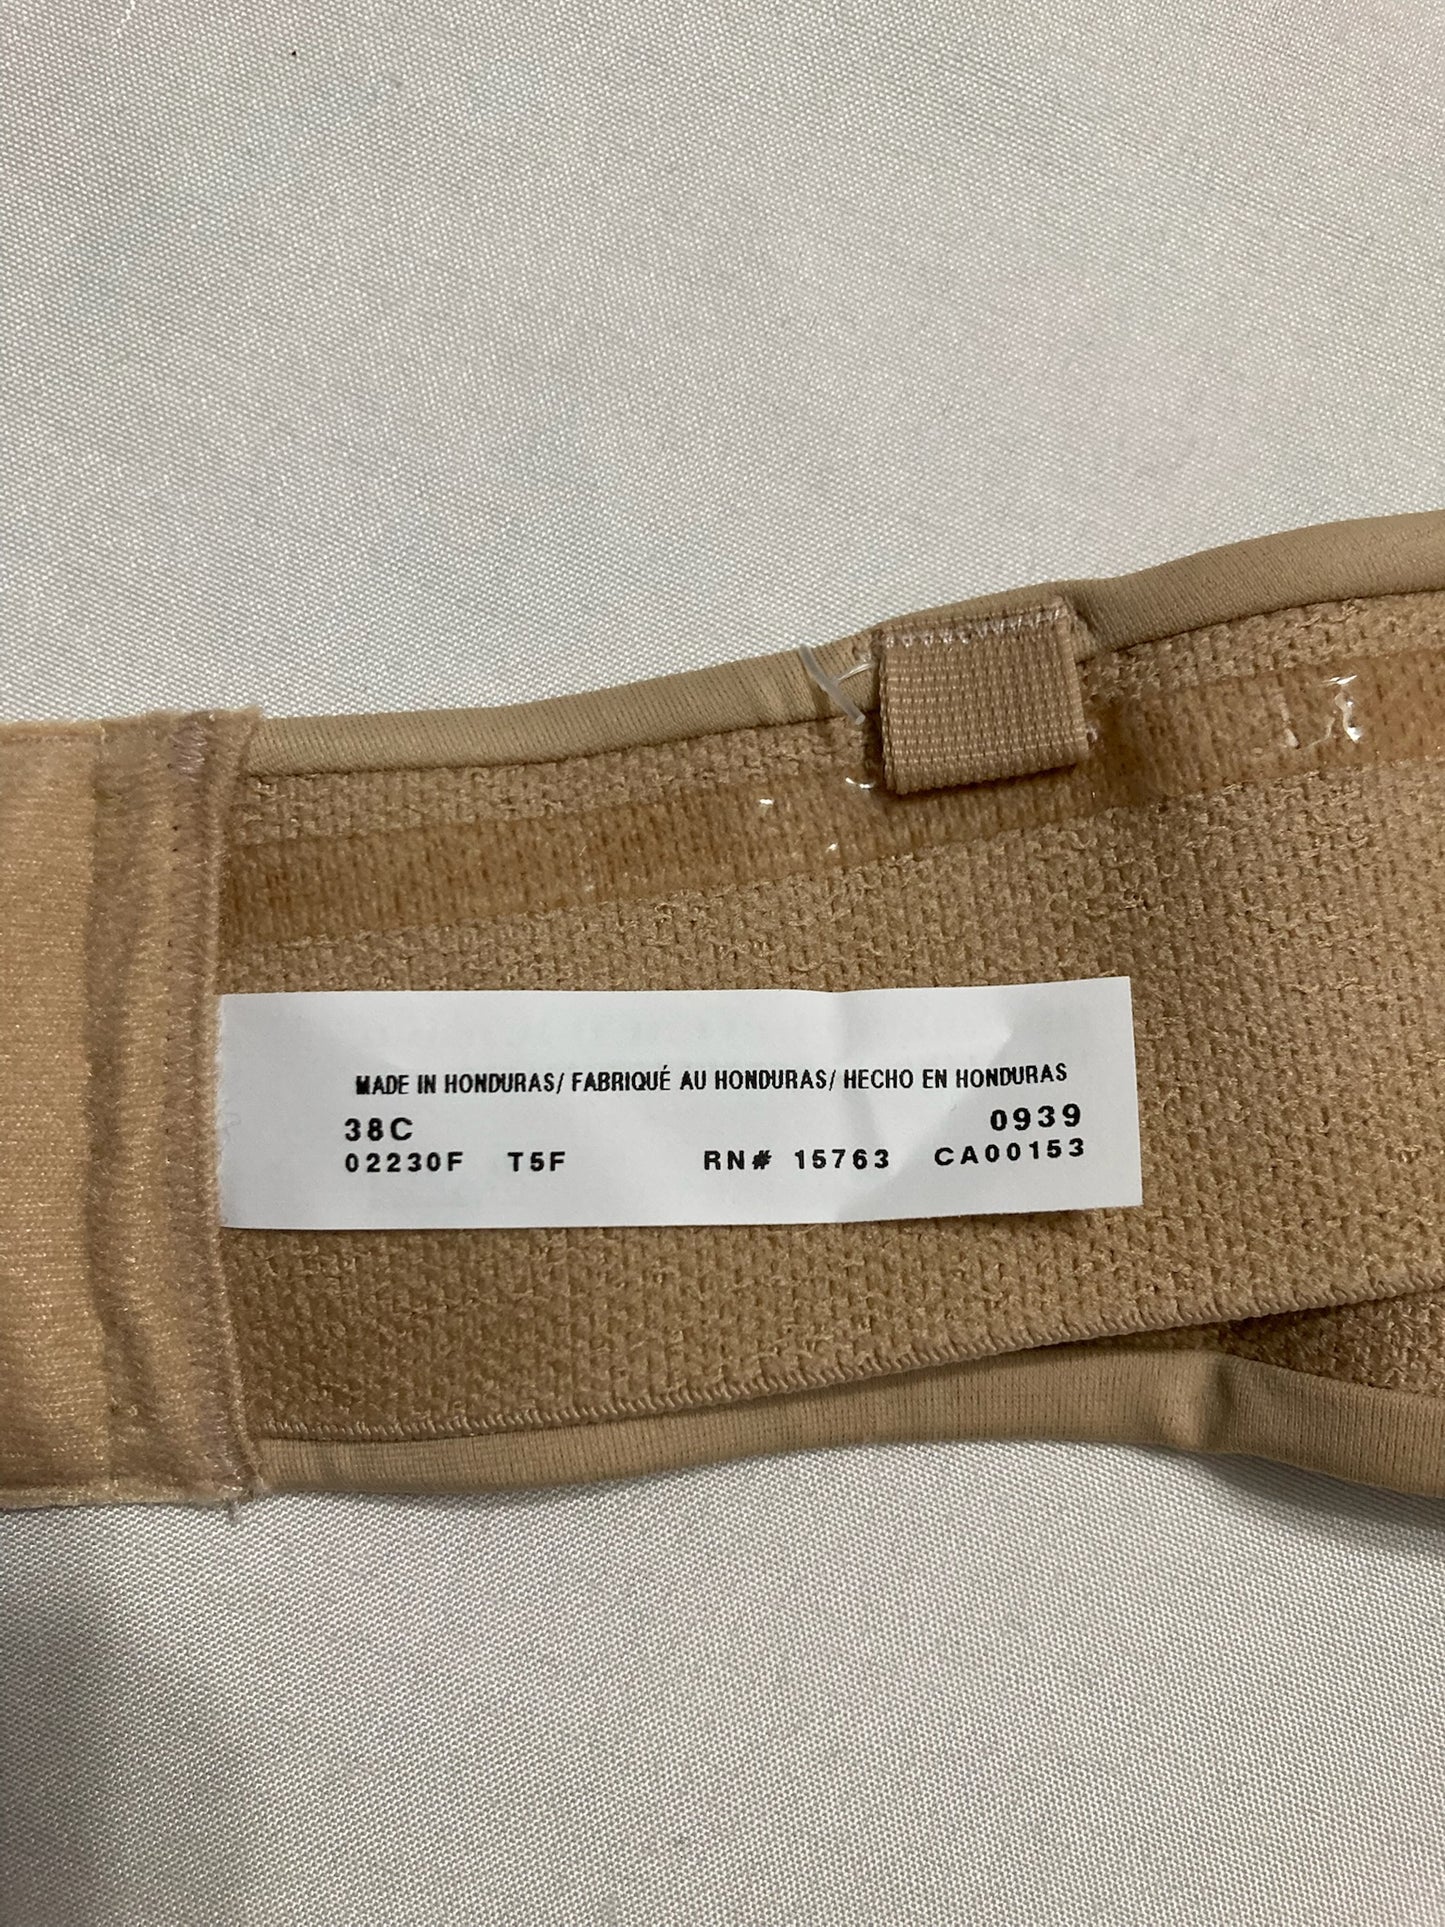 MADE IN HONDURAS/ FABRIQUÉ AU HONDURAS/ HECHO EN HONDURAS
38C 0939
02230F T5F RN# 15763 CA00153